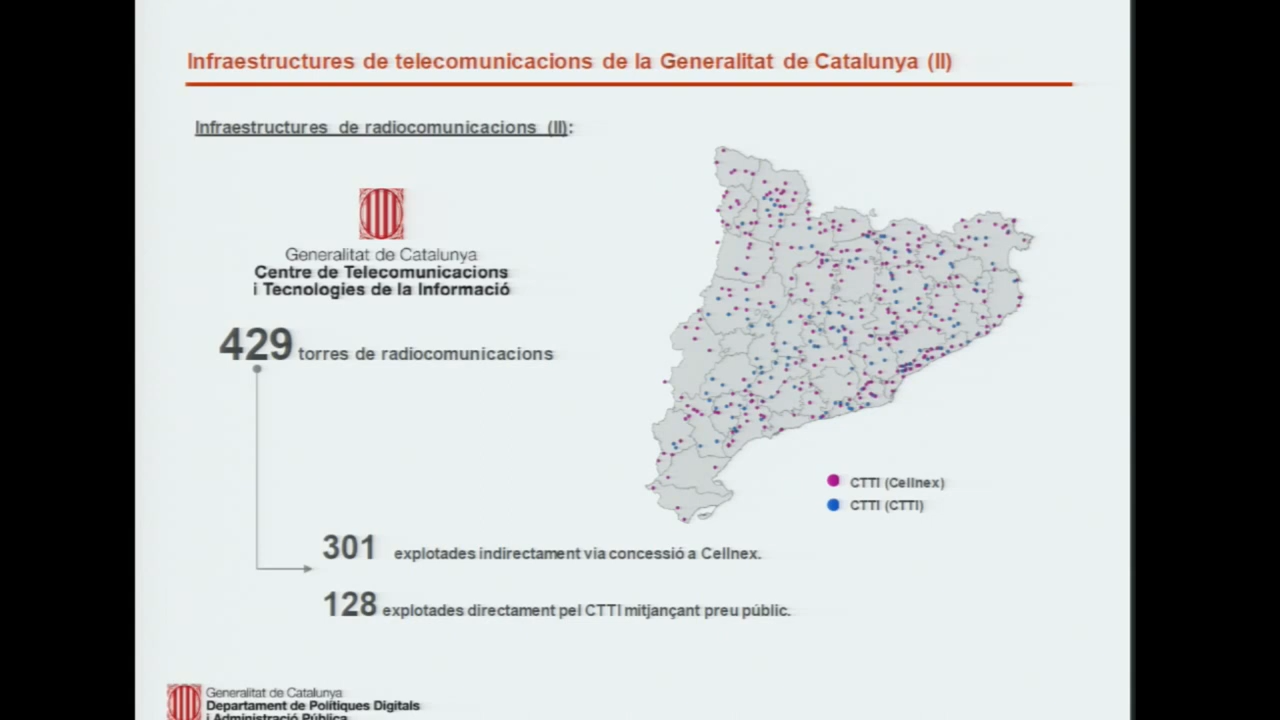 Infraestructures de telecomunicacions de la Generalitat de Catalunya (II)
Infraestructures de radiocomunicacions (II):
Generalitat de Catalunya
Centre de Telecomunicacions
i Tecnologies de la Informació
429 torres de radiocomunicacions
CTTI (Cellnex)
CTTI (CTTI)
301 explotades indirectament via concessió a Cellnex.
128 explotades directament pel CTTI mitjançant preu públic.
Generalitat de Catalunya
Departament de Polítiques Digitals
i Administració Pública